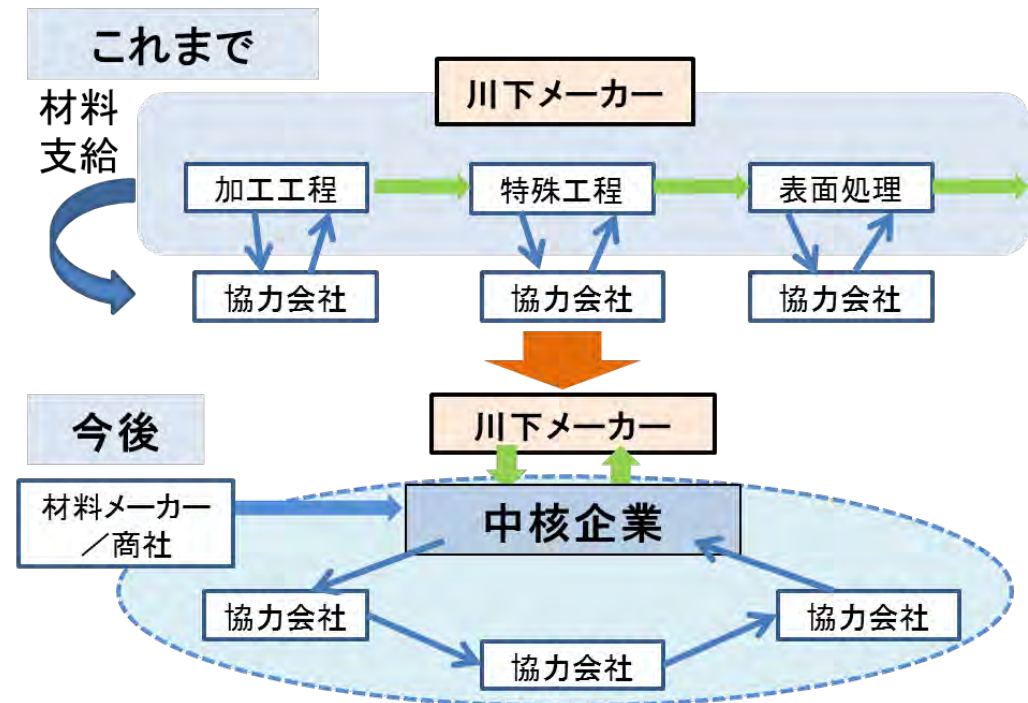 これまで
川下メーカー
材料
支給
加工工程
特殊工程
表面処理
協力会社
協力会社
協力会社
今後
川下メーカー
材料メーカー
／商社
中核企業
協力会社
協力会社
協力会社